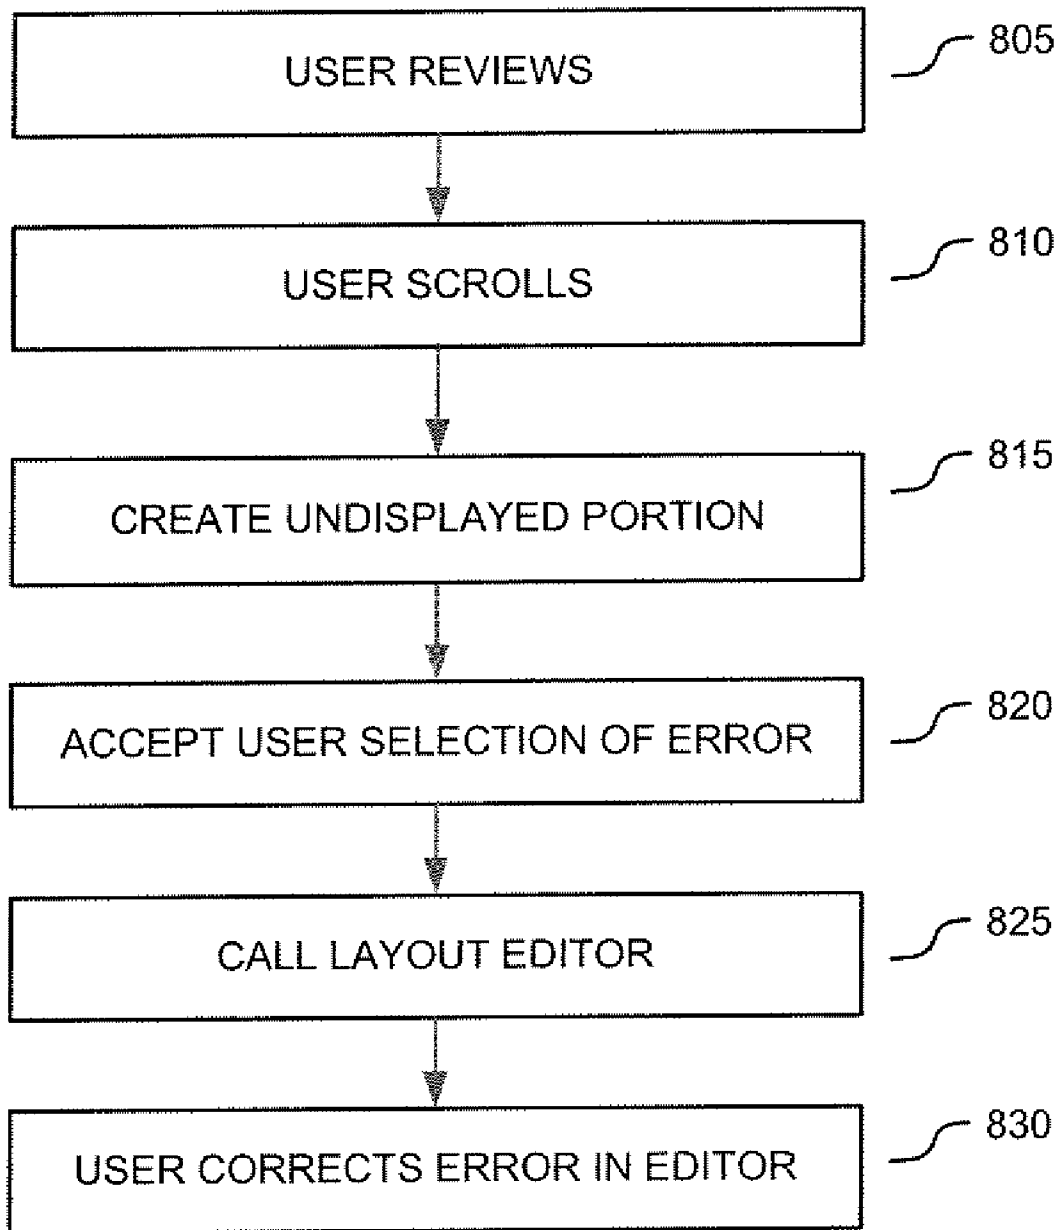 USER REVIEWS
805
USER SCROLLS
810
CREATE UNDISPLAYED PORTION
815
ACCEPT USER SELECTION OF ERROR
820
CALL LAYOUT EDITOR
825
USER CORRECTS ERROR IN EDITOR
830